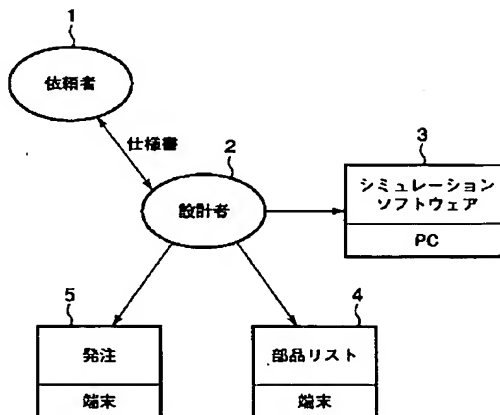 1
依頼者
仕様書
2
設計者
3
シミュレーション
ソフトウェア
PC
5
発注
端末
4
部品リスト
端末